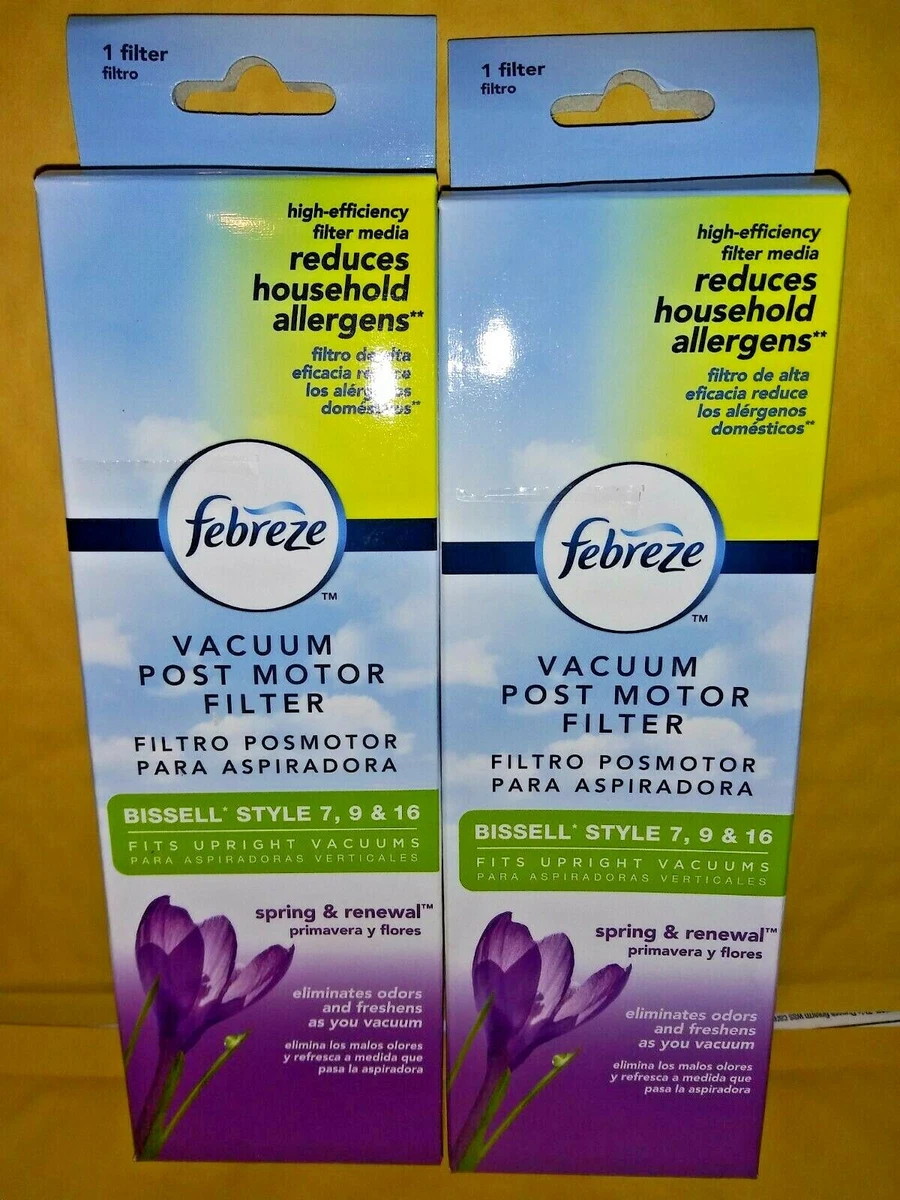 1 filter
filtro
high-efficiency
filter media
reduces
household
allergens**
filtro de alta
eficacia reduce
los alérgenos
domésticos**
febreze
™
VACUUM
POST MOTOR
FILTER
FILTRO POSMOTOR
PARA ASPIRADORA
BISSELL* STYLE 7, 9 & 16
FITS UPRIGHT VACUUMS
PARA ASPIRADORAS VERTICALES
spring & renewal™
primavera y flores
eliminates odors
and freshens
as you vacuum
elimina los malos olores
y refresca a medida que
pasa la aspiradora
1 filter
filtro
high-efficiency
filter media
reduces
household
allergens**
filtro de alta
eficacia reduce
los alérgenos
domésticos**
febreze
™
VACUUM
POST MOTOR
FILTER
FILTRO POSMOTOR
PARA ASPIRADORA
BISSELL* STYLE 7, 9 & 16
FITS UPRIGHT VACUUMS
PARA ASPIRADORAS VERTICALES
spring & renewal™
primavera y flores
eliminates odors
and freshens
as you vacuum
elimina los malos olores
y refresca a medida que
pasa la aspiradora